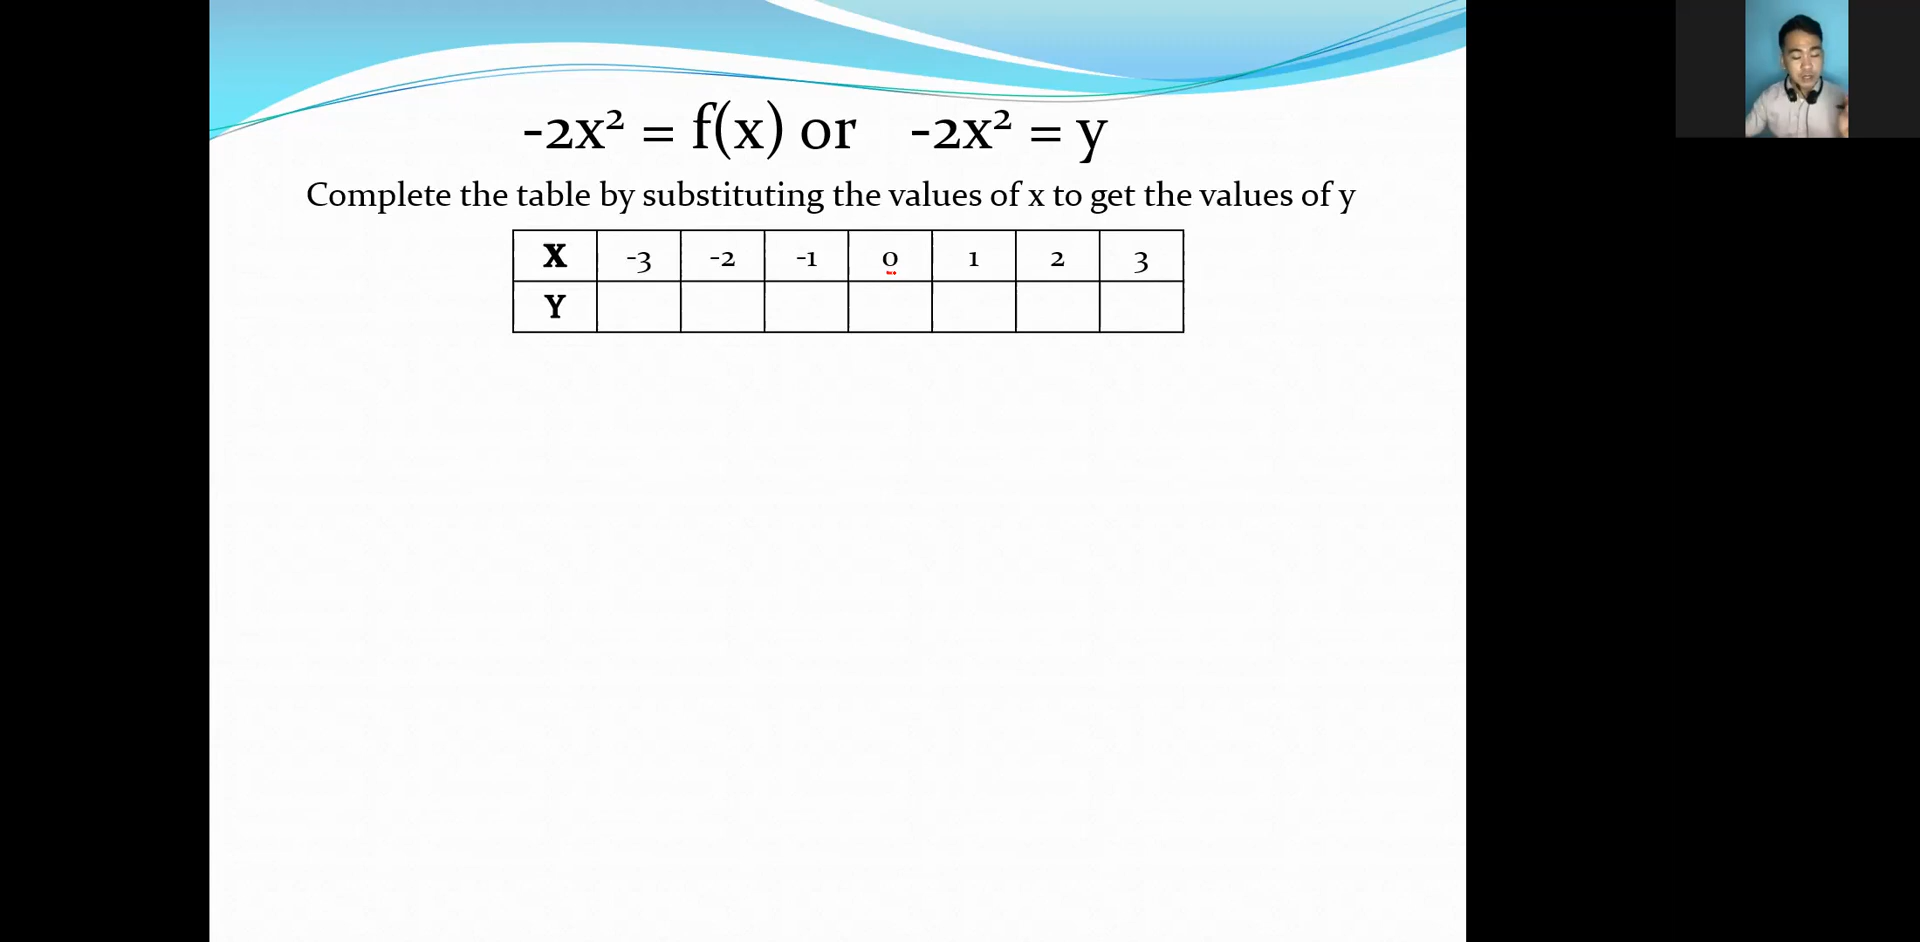 -2x² = f(x) or -2x² = y
Complete the table by substituting the values of x to get the values of y
X -3 -2 -1 0 1 2 3
Y